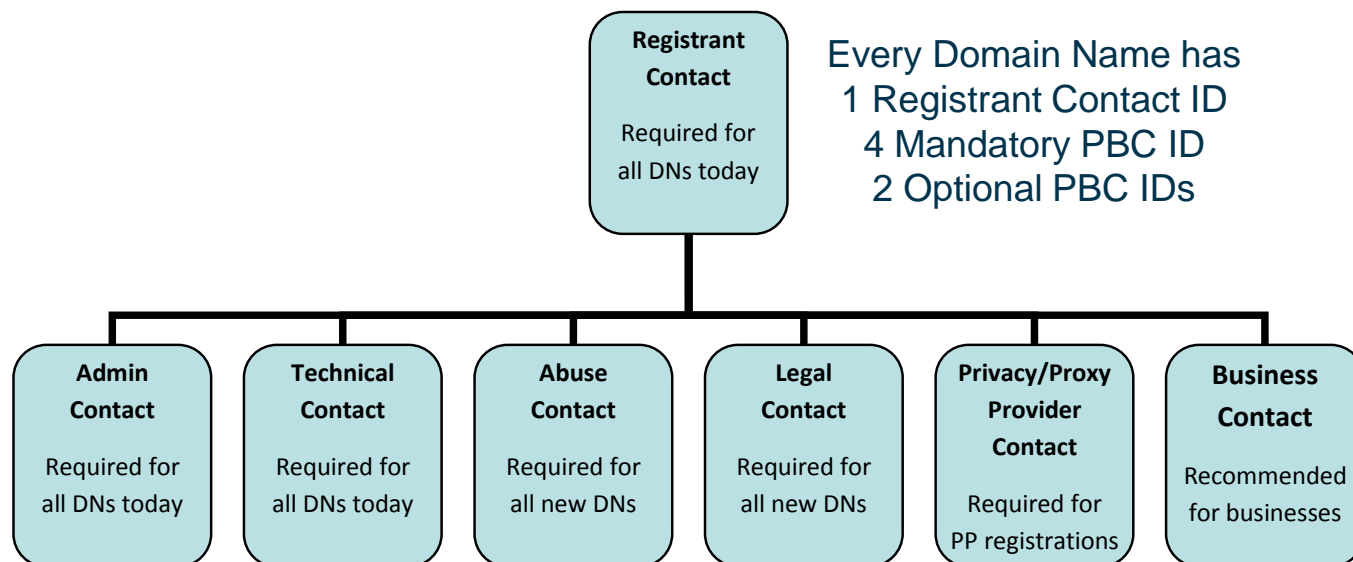 Registrant
Contact
Required for
all DNs today
Every Domain Name has
1 Registrant Contact ID
4 Mandatory PBC ID
2 Optional PBC IDs
Admin
Contact
Required for
all DNs today
Technical
Contact
Required for
all DNs today
Abuse
Contact
Required for
all new DNs
Legal
Contact
Required for
all new DNs
Privacy/Proxy
Provider
Contact
Required for
PP registrations
Business
Contact
Recommended
for businesses